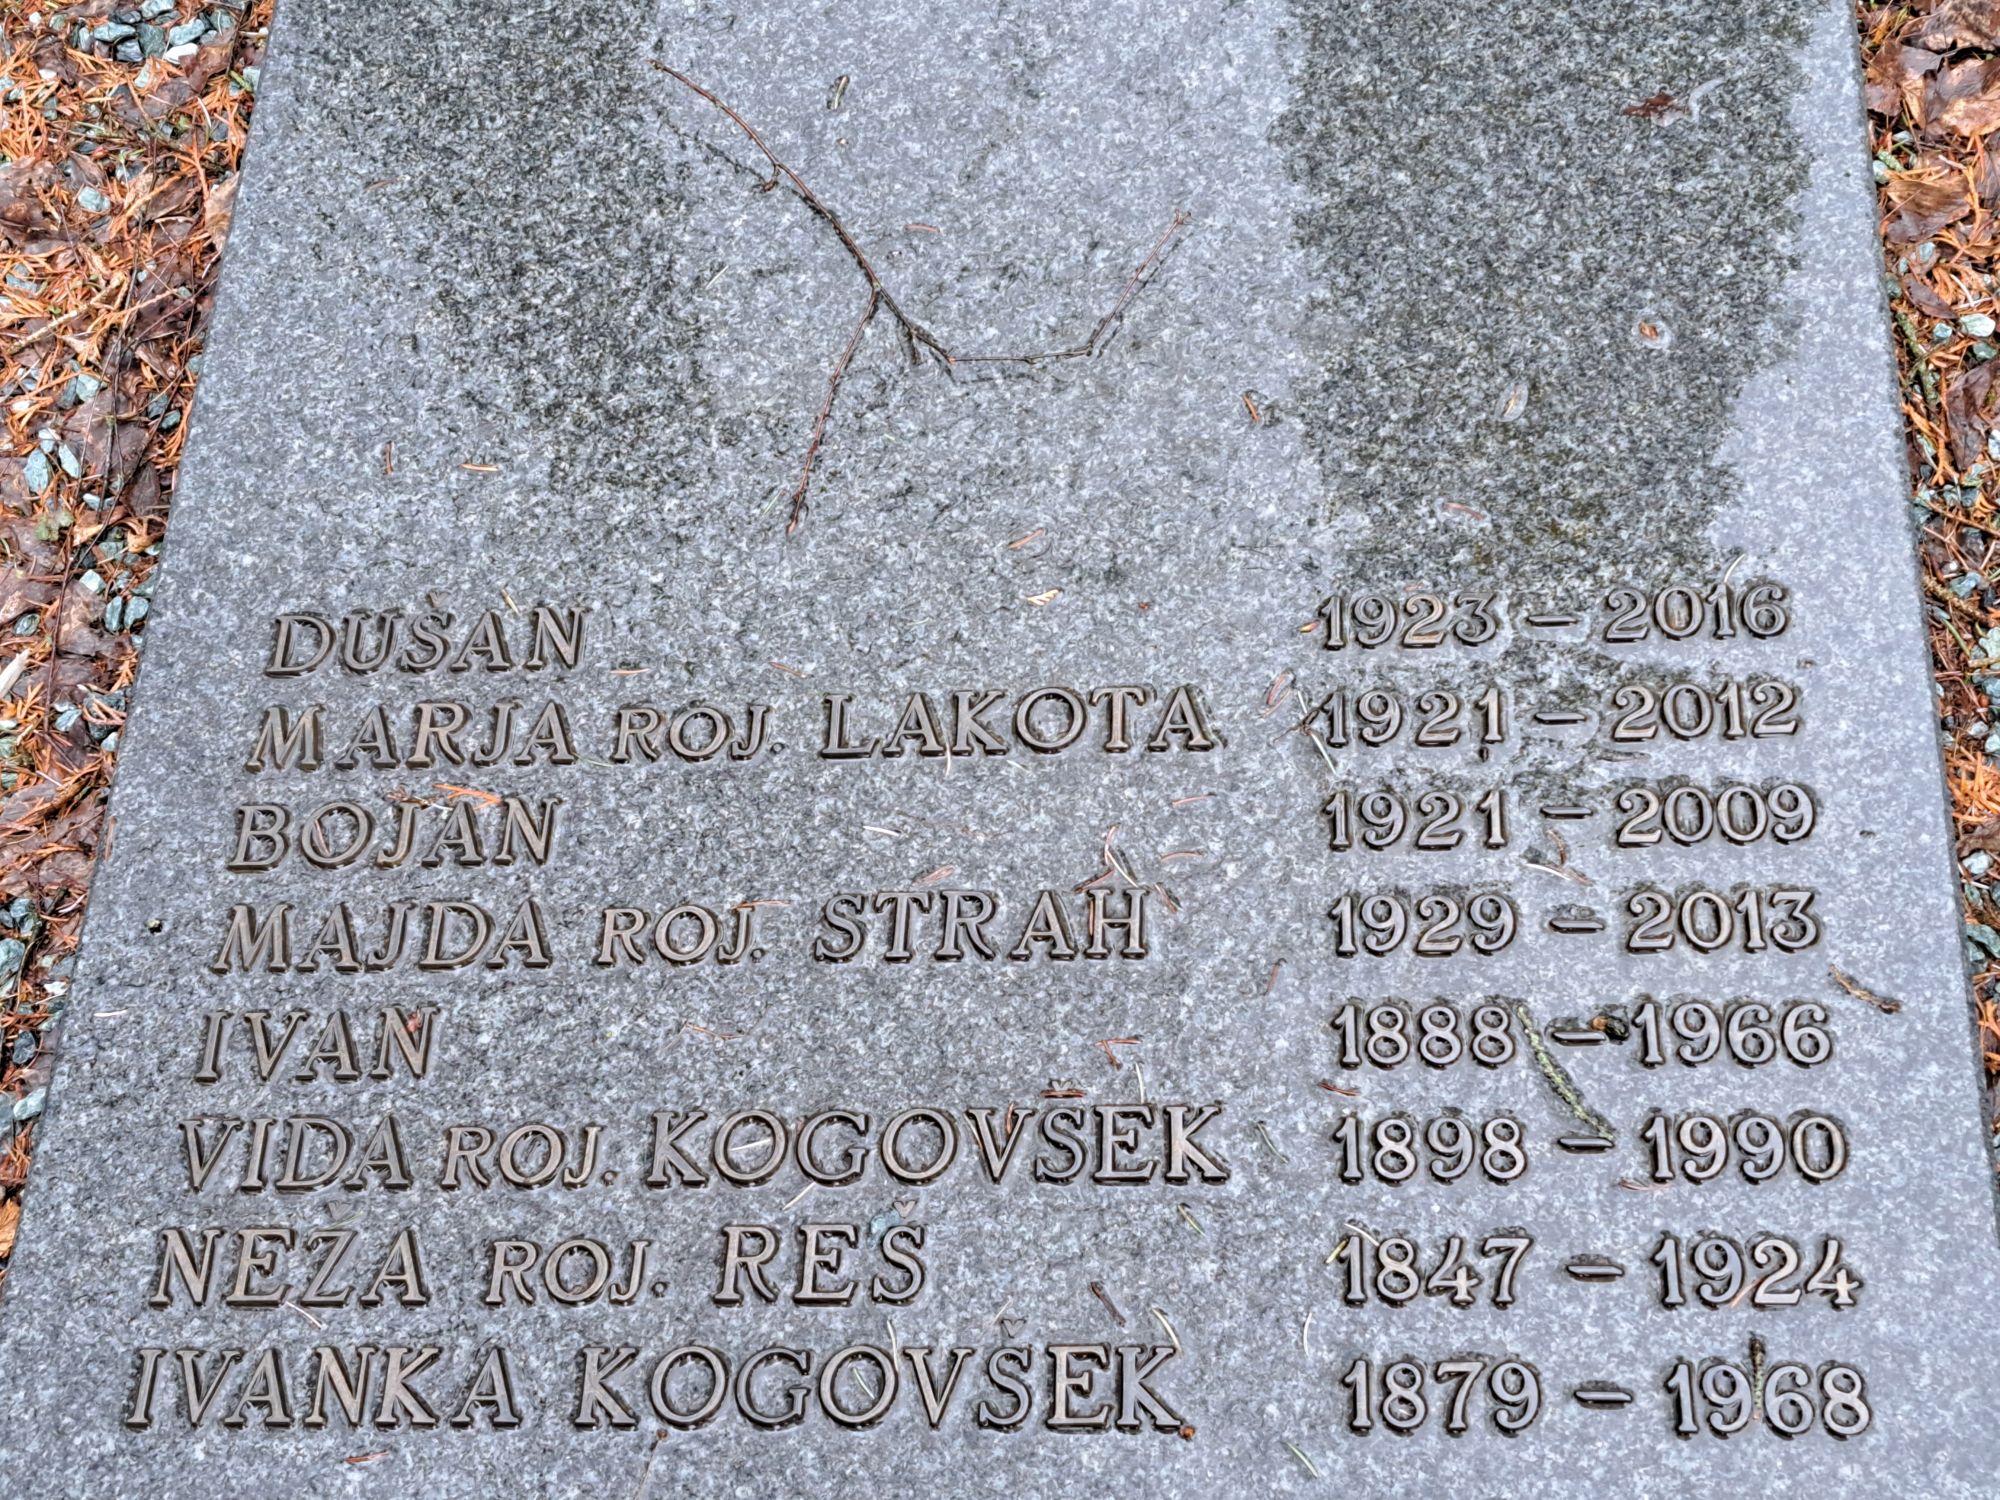 DUŠAN 1923 – 2016
MARJA ROJ. LAKOTA 1921 – 2012
BOJAN 1921 – 2009
MAJDA ROJ. STRAH 1929 – 2013
IVAN 1888 – 1966
VIDA ROJ. KOGOVŠEK 1898 – 1990
NEŽA ROJ. REŠ 1847 – 1924
IVANKA KOGOVŠEK 1879 – 1968